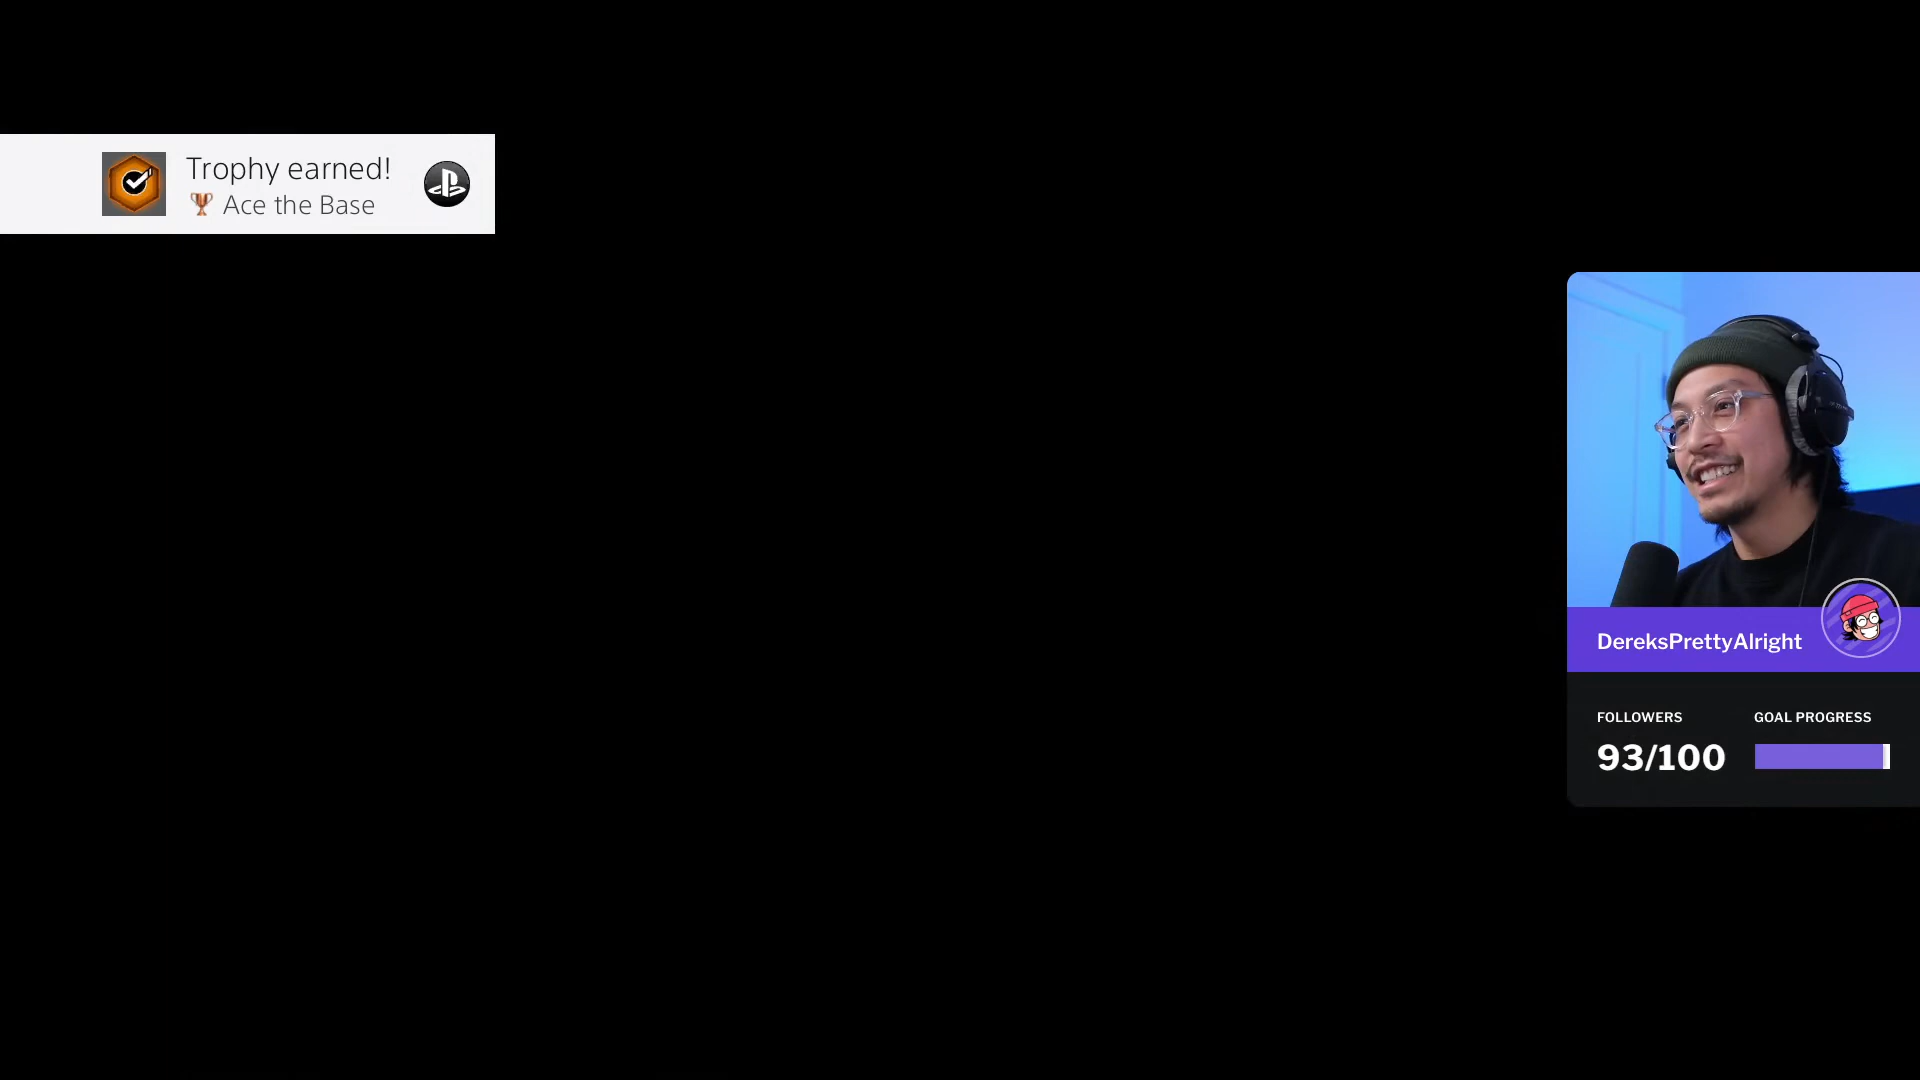 Trophy earned!
Ace the Base
DereksPrettyAlright
FOLLOWERS
GOAL PROGRESS
93/100